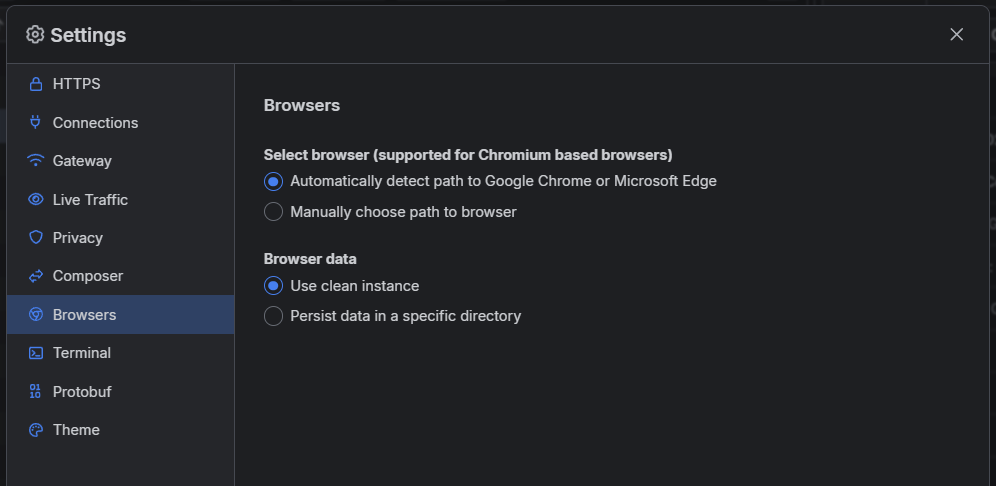 Settings
HTTPS
Connections
Gateway
Live Traffic
Privacy
Composer
Browsers
Terminal
Protobuf
Theme
Browsers
Select browser (supported for Chromium based browsers)
Automatically detect path to Google Chrome or Microsoft Edge
Manually choose path to browser
Browser data
Use clean instance
Persist data in a specific directory